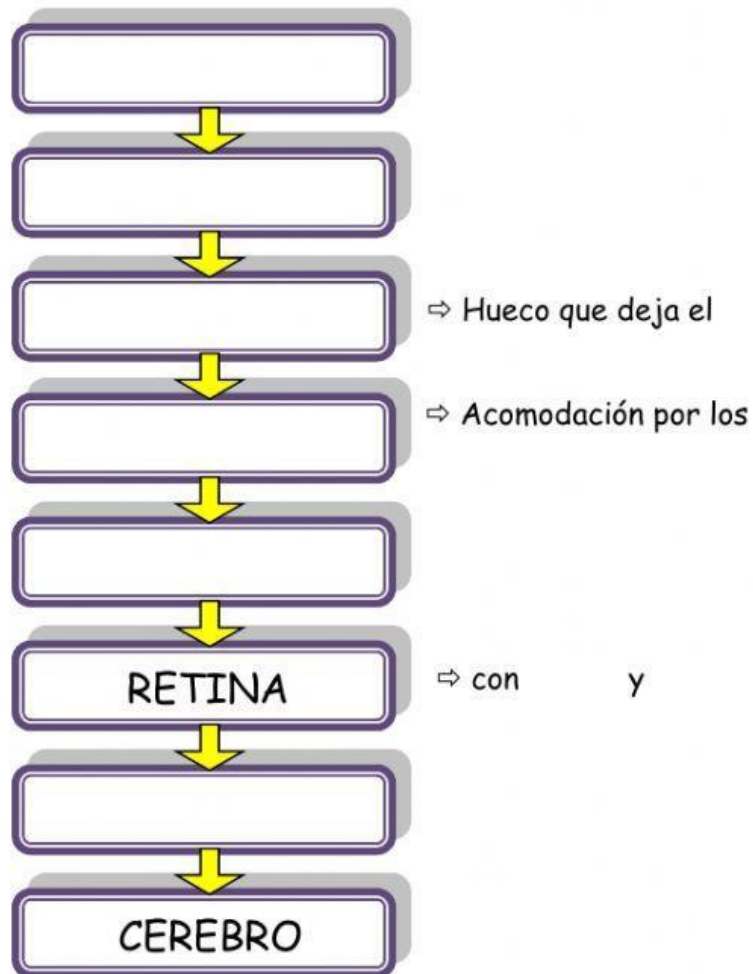 ⇨ Hueco que deja el
⇨ Acomodación por los
RETINA
⇨ con y
CEREBRO